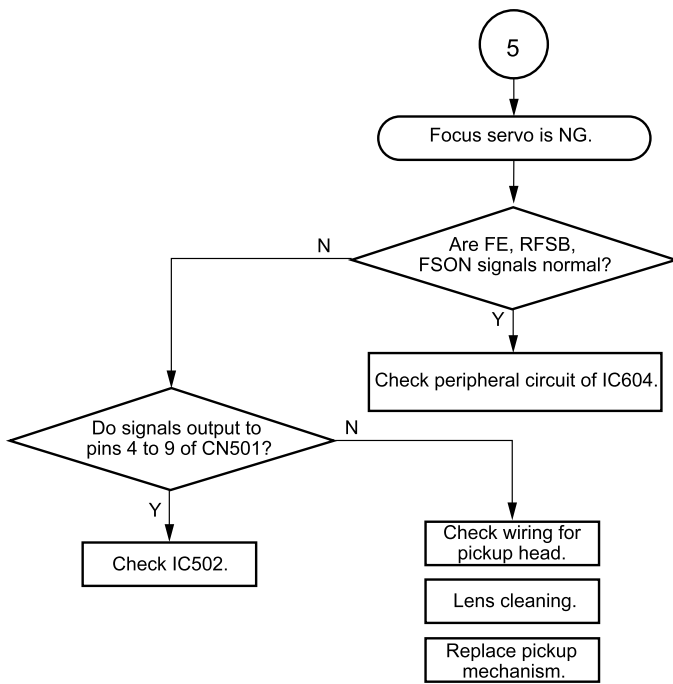 5
Focus servo is NG.
N
Are FE, RFSB,
FSON signals normal?
Y
Check peripheral circuit of IC604.
Do signals output to
pins 4 to 9 of CN501?
N
Y
Check IC502.
Check wiring for
pickup head.
Lens cleaning.
Replace pickup
mechanism.